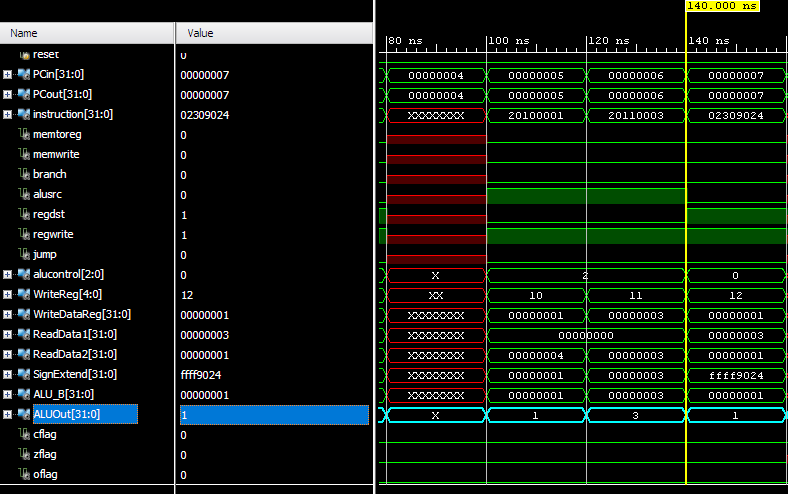 140.000 ns
Name Value 80 ns 100 ns 120 ns 140 ns
reset 0
PCin[31:0] 00000007 00000004 00000005 00000006 00000007
PCout[31:0] 00000007 00000004 00000005 00000006 00000007
instruction[31:0] 02309024 XXXXXXXX 20100001 20110003 02309024
memtoreg 0
memwrite 0
branch 0
alusrc 0
regdst 1
regwrite 1
jump 0
alucontrol[2:0] 0 X 2 0
WriteReg[4:0] 12 XX 10 11 12
WriteDataReg[31:0] 00000001 XXXXXXXX 00000001 00000003 00000001
ReadData1[31:0] 00000003 XXXXXXXX 00000000 00000003
ReadData2[31:0] 00000001 XXXXXXXX 00000004 00000003 00000001
SignExtend[31:0] ffff9024 XXXXXXXX 00000001 00000003 ffff9024
ALU_B[31:0] 00000001 XXXXXXXX 00000001 00000003 00000001
ALUOut[31:0] 1 X 1 3 1
cflag 0
zflag 0
oflag 0